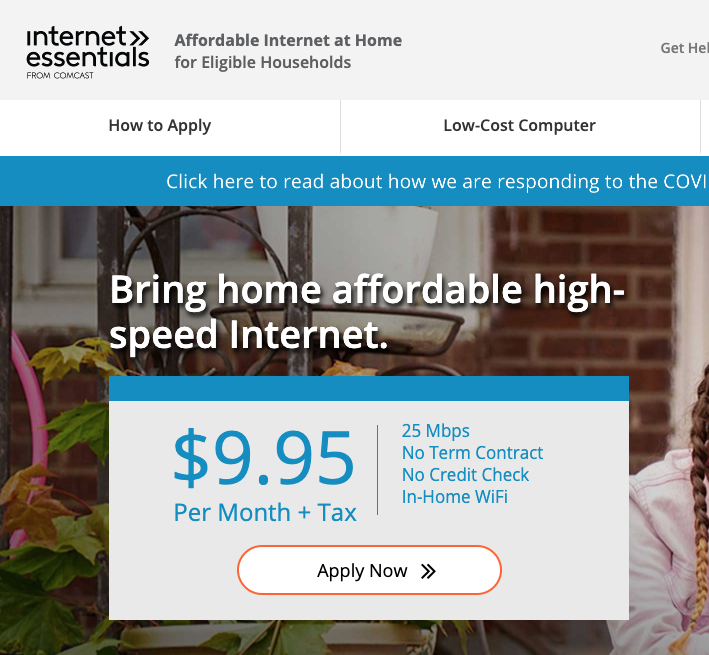 internet
essentials
FROM COMCAST
Affordable Internet at Home
for Eligible Households
Get Hel
How to Apply
Low-Cost Computer
Click here to read about how we are responding to the COVI
Bring home affordable high-
speed Internet.
$9.95
Per Month + Tax
25 Mbps
No Term Contract
No Credit Check
In-Home WiFi
Apply Now